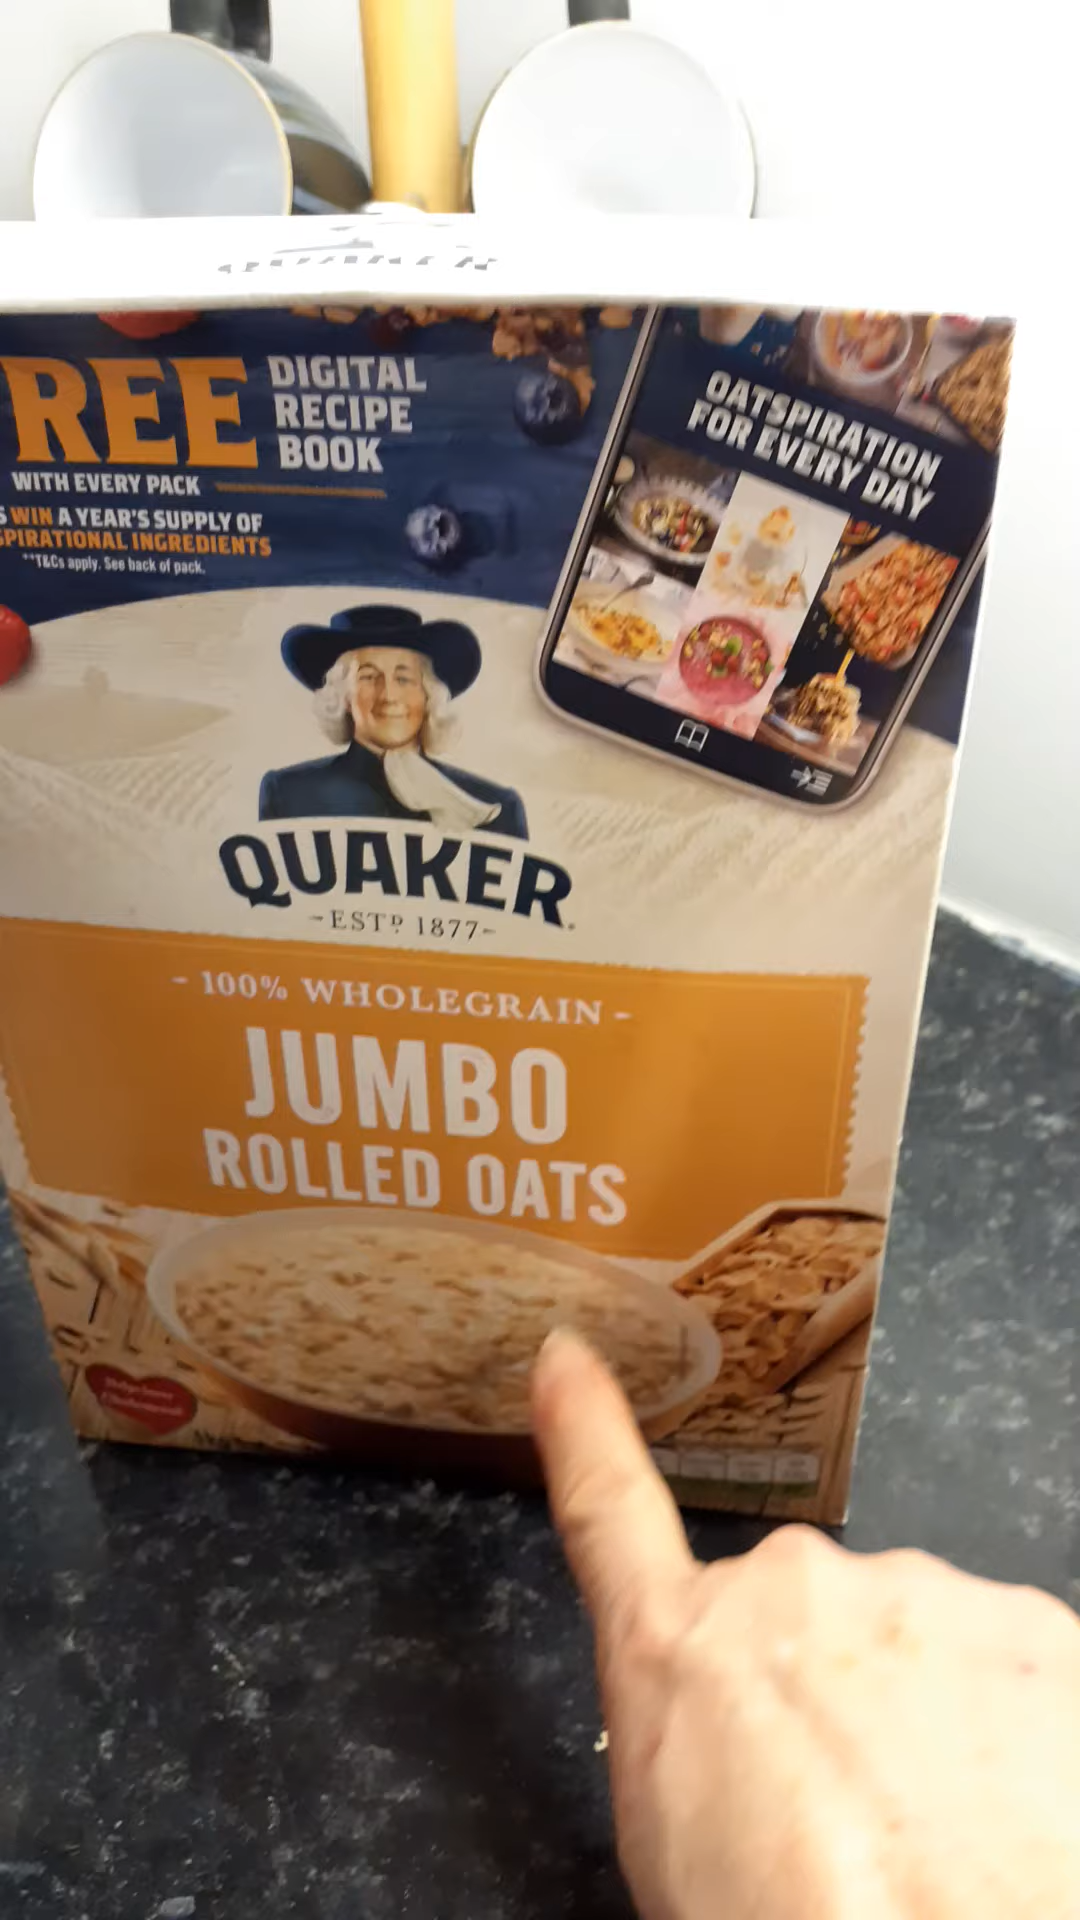 QUAKER
REE
DIGITAL
RECIPE
BOOK
WITH EVERY PACK
WIN A YEAR'S SUPPLY OF
SPIRATIONAL INGREDIENTS
**T&Cs apply. See back of pack.
OATSPIRATION
FOR EVERY DAY
QUAKER
-ESTD 1877-
- 100% WHOLEGRAIN -
JUMBO
ROLLED OATS